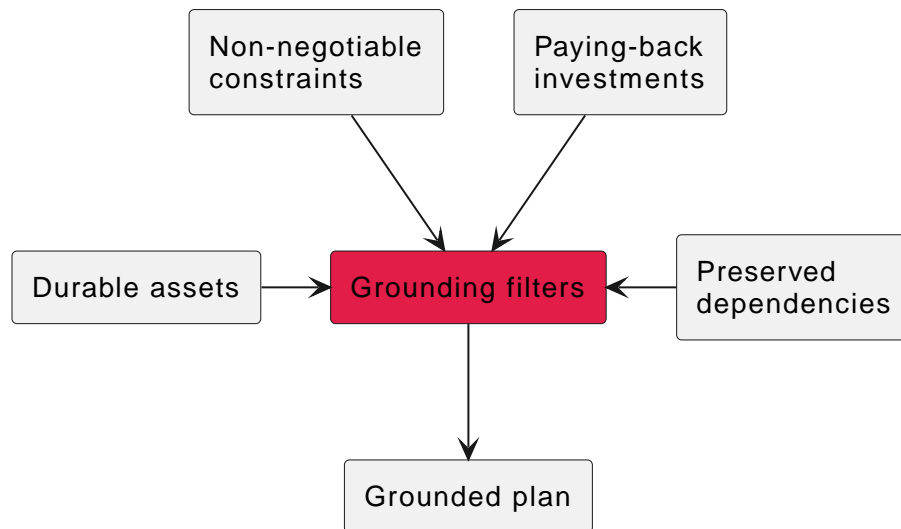 Non-negotiable
constraints
Paying-back
investments
Durable assets
Grounding filters
Preserved
dependencies
Grounded plan